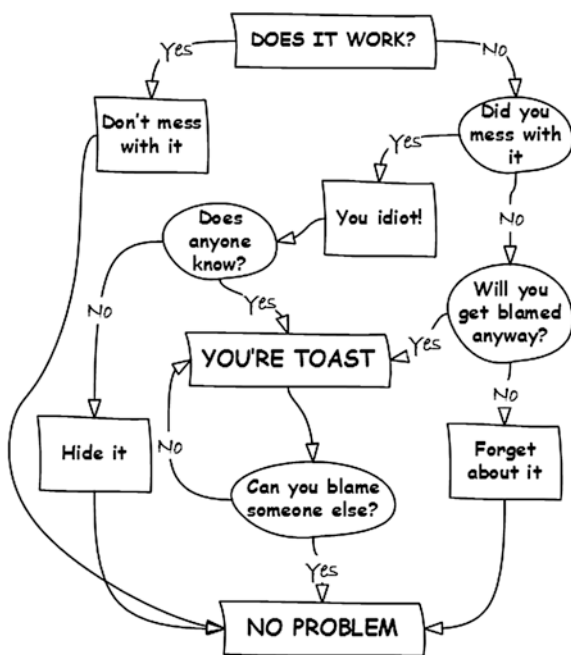 DOES IT WORK?
Yes
No
Don't mess
with it
Did you
mess with
it
Yes
You idiot!
No
Does
anyone
know?
No
Yes
Will you
get blamed
anyway?
Yes
YOU'RE TOAST
No
No
Hide it
Forget
about it
Can you blame
someone else?
Yes
NO PROBLEM